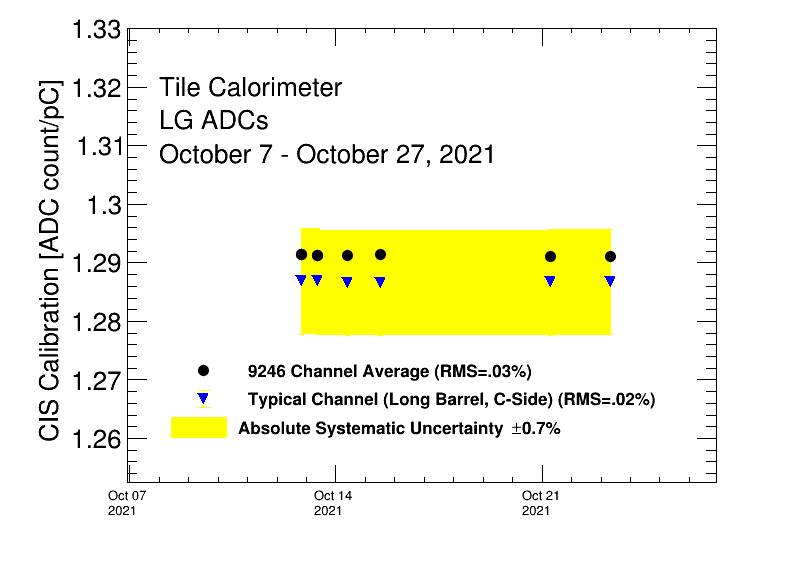 1.33
1.32
1.31
1.3
1.29
1.28
1.27
1.26
CIS Calibration [ADC count/pC]
Tile Calorimeter
LG ADCs
October 7 - October 27, 2021
9246 Channel Average (RMS=.03%)
Typical Channel (Long Barrel, C-Side) (RMS=.02%)
Absolute Systematic Uncertainty ±0.7%
Oct 07
2021
Oct 14
2021
Oct 21
2021